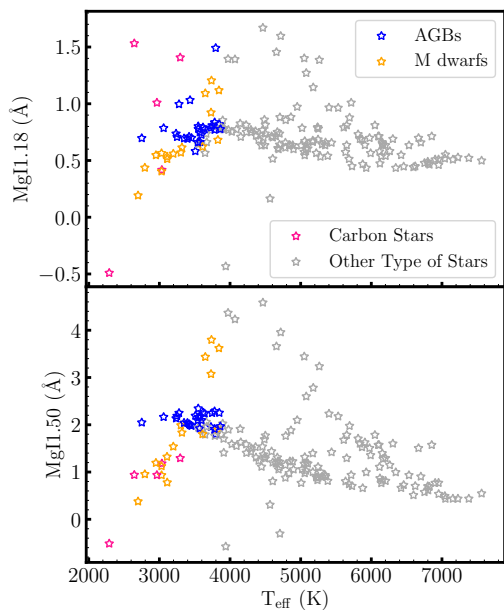 1.5
1.0
0.5
0.0
−0.5
MgI1.18 (Å)
AGBs
M dwarfs
Carbon Stars
Other Type of Stars
4
3
2
1
0
MgI1.50 (Å)
2000 3000 4000 5000 6000 7000
Teff (K)